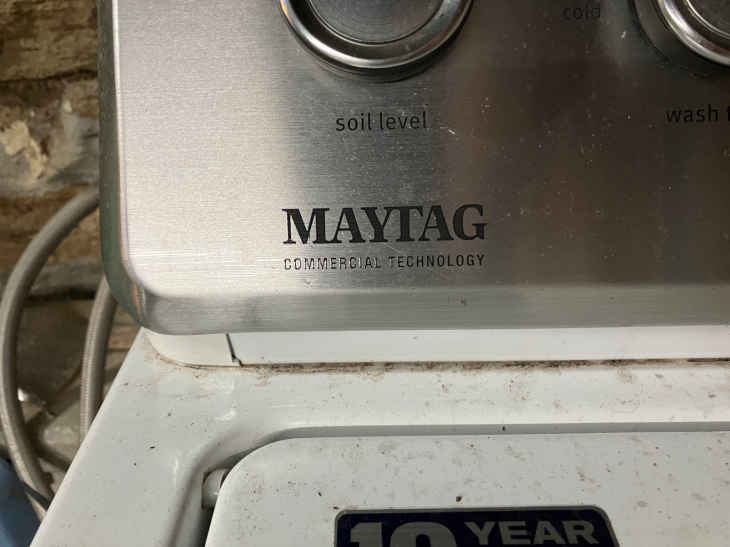 cold
soil level
wash
MAYTAG
COMMERCIAL TECHNOLOGY
10 YEAR